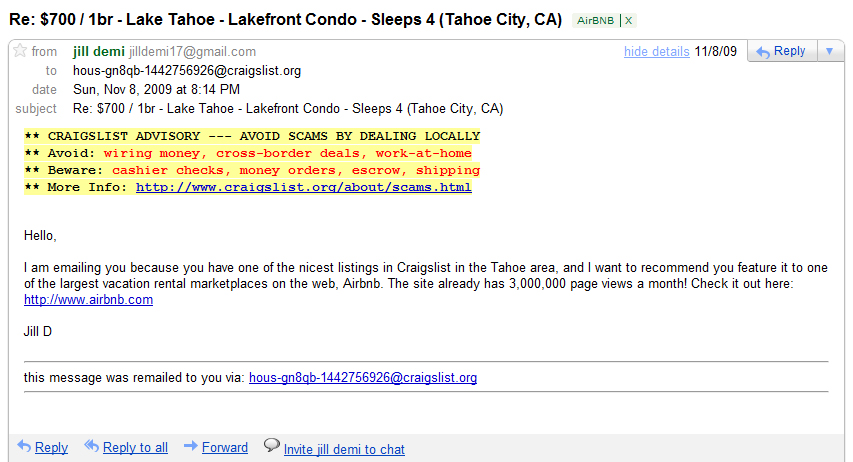 Re: $700 / 1br - Lake Tahoe - Lakefront Condo - Sleeps 4 (Tahoe City, CA) AirBNB | X
from jill demi jilldemi17@gmail.com hide details 11/8/09 Reply
to hous-gn8qb-1442756926@craigslist.org
date Sun, Nov 8, 2009 at 8:14 PM
subject Re: $700 / 1br - Lake Tahoe - Lakefront Condo - Sleeps 4 (Tahoe City, CA)
** CRAIGSLIST ADVISORY --- AVOID SCAMS BY DEALING LOCALLY
** Avoid: wiring money, cross-border deals, work-at-home
** Beware: cashier checks, money orders, escrow, shipping
** More Info: http://www.craigslist.org/about/scams.html
Hello,
I am emailing you because you have one of the nicest listings in Craigslist in the Tahoe area, and I want to recommend you feature it to one
of the largest vacation rental marketplaces on the web, Airbnb. The site already has 3,000,000 page views a month! Check it out here:
http://www.airbnb.com
Jill D
this message was remailed to you via: hous-gn8qb-1442756926@craigslist.org
Reply Reply to all Forward Invite jill demi to chat